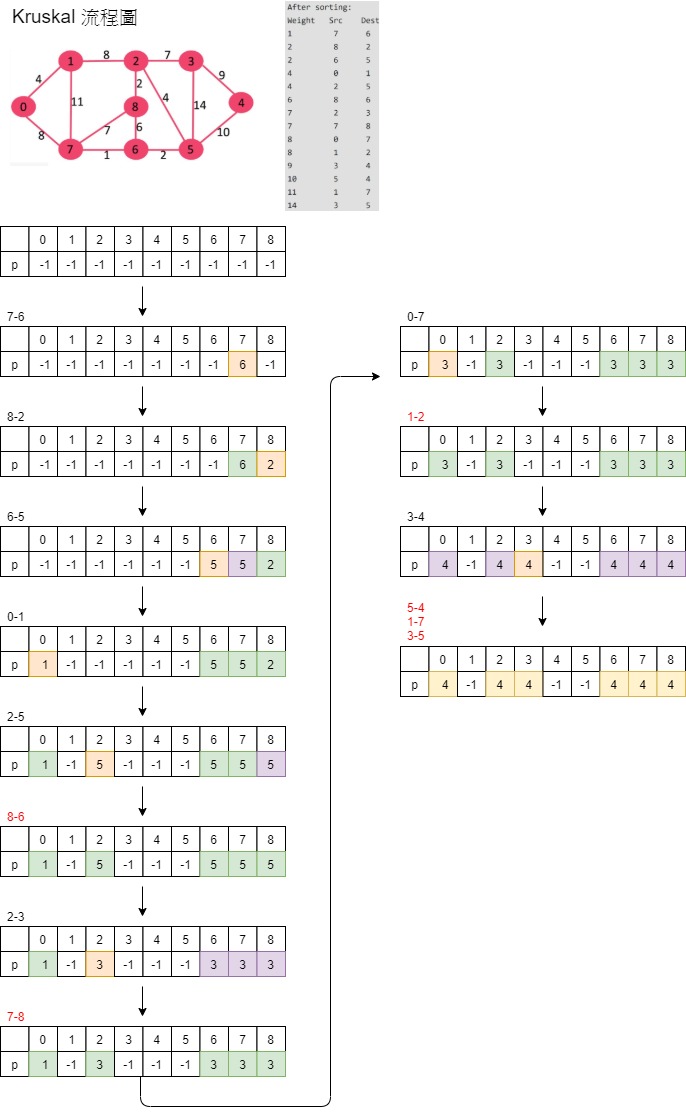 Kruskal 流程圖
1 8 2 7 3
4 11 2 4 14 9
0 8 4
8 7 6 10
7 1 6 2 5
After sorting:
Weight Src Dest
1 7 6
2 8 2
2 6 5
4 0 1
4 2 5
6 8 6
7 2 3
7 7 8
8 0 7
8 1 2
9 3 4
10 5 4
11 1 7
14 3 5
0 1 2 3 4 5 6 7 8
p -1 -1 -1 -1 -1 -1 -1 -1 -1
7-6
0 1 2 3 4 5 6 7 8
p -1 -1 -1 -1 -1 -1 -1 6 -1
8-2
0 1 2 3 4 5 6 7 8
p -1 -1 -1 -1 -1 -1 -1 6 2
6-5
0 1 2 3 4 5 6 7 8
p -1 -1 -1 -1 -1 -1 5 5 2
0-1
0 1 2 3 4 5 6 7 8
p 1 -1 -1 -1 -1 -1 5 5 2
2-5
0 1 2 3 4 5 6 7 8
p 1 -1 5 -1 -1 -1 5 5 5
8-6
0 1 2 3 4 5 6 7 8
p 1 -1 5 -1 -1 -1 5 5 5
2-3
0 1 2 3 4 5 6 7 8
p 1 -1 3 -1 -1 -1 3 3 3
7-8
0 1 2 3 4 5 6 7 8
p 1 -1 3 -1 -1 -1 3 3 3
0-7
0 1 2 3 4 5 6 7 8
p 3 -1 3 -1 -1 -1 3 3 3
1-2
0 1 2 3 4 5 6 7 8
p 3 -1 3 -1 -1 -1 3 3 3
3-4
0 1 2 3 4 5 6 7 8
p 4 -1 4 4 -1 -1 4 4 4
5-4
1-7
3-5
0 1 2 3 4 5 6 7 8
p 4 -1 4 4 -1 -1 4 4 4